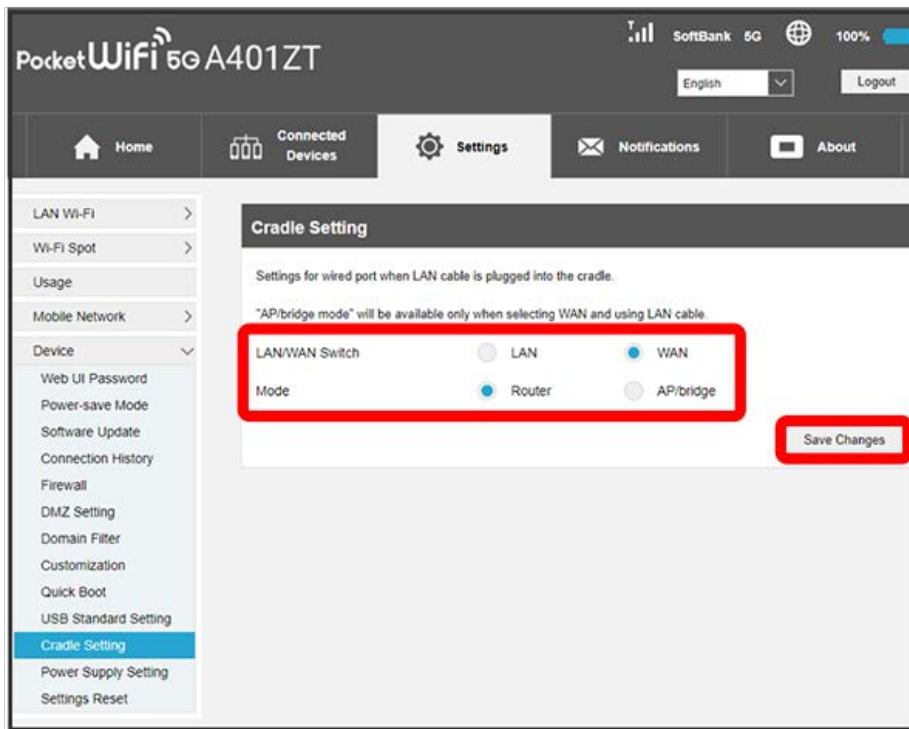 PocketWiFi 5G A401ZT
SoftBank 5G 100%
English
Logout
Home
Connected
Devices
Settings
Notifications
About
LAN Wi-Fi
Wi-Fi Spot
Usage
Mobile Network
Device
Web UI Password
Power-save Mode
Software Update
Connection History
Firewall
DMZ Setting
Domain Filter
Customization
Quick Boot
USB Standard Setting
Cradle Setting
Power Supply Setting
Settings Reset
Cradle Setting
Settings for wired port when LAN cable is plugged into the cradle.
"AP/bridge mode" will be available only when selecting WAN and using LAN cable.
LAN/WAN Switch LAN WAN
Mode Router AP/bridge
Save Changes